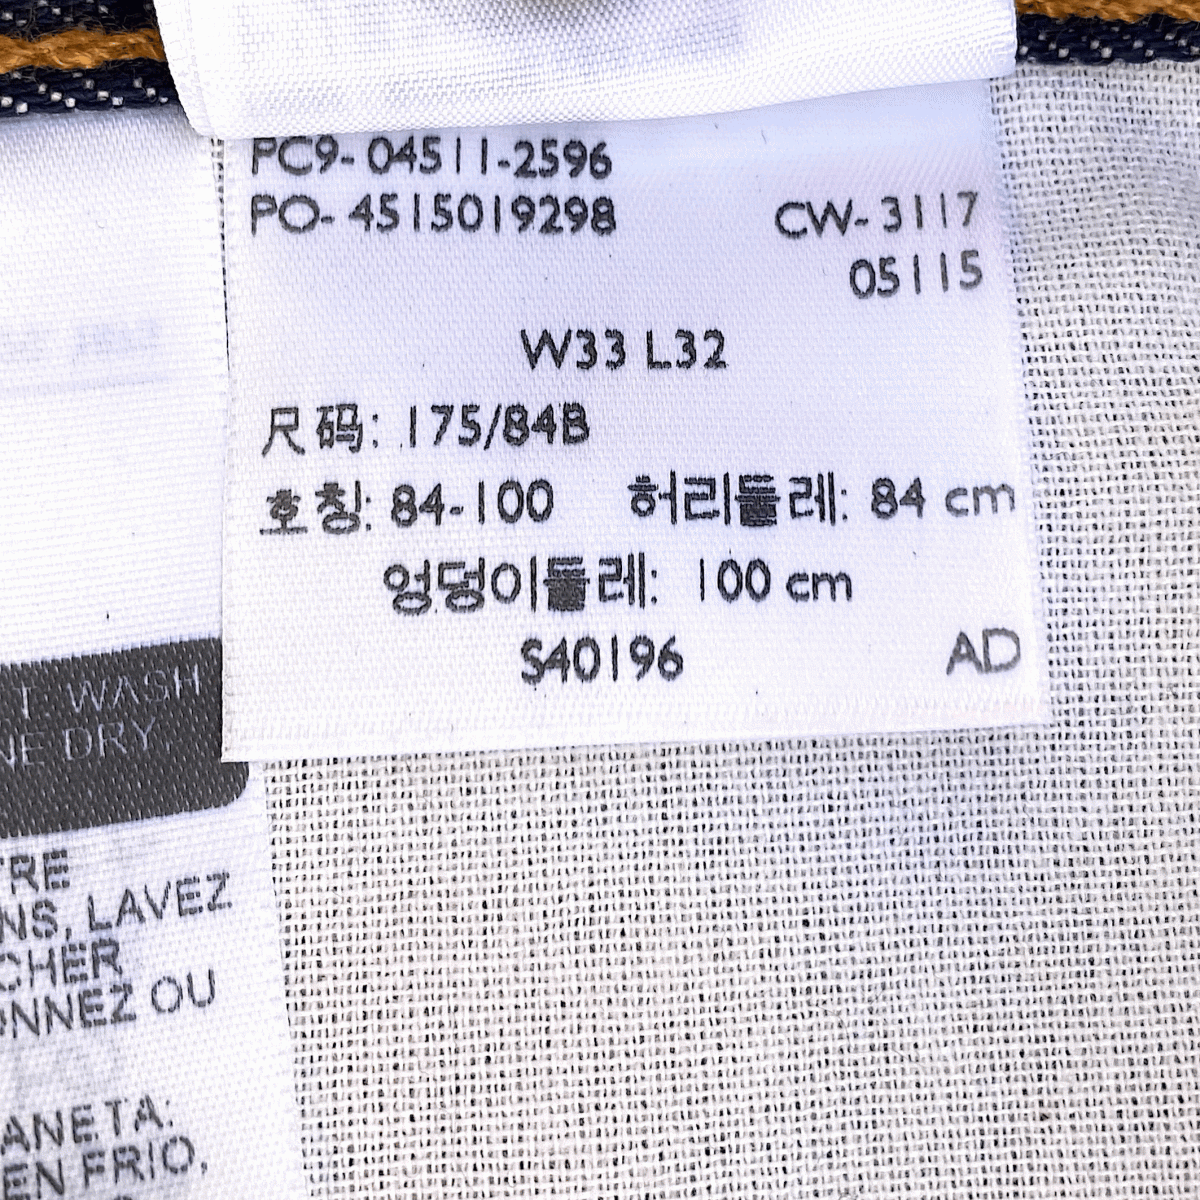 PC9- 04511-2596
PO- 4515019298
CW- 3117
05115
W33 L32
尺码: 175/84B
호칭: 84-100 허리둘레: 84 cm
엉덩이둘레: 100 cm
S40196 AD
T. WASH
NE DRY
RE
NS, LAVEZ
CHER
NNEZ OU
ANETA:
EN FRIO,